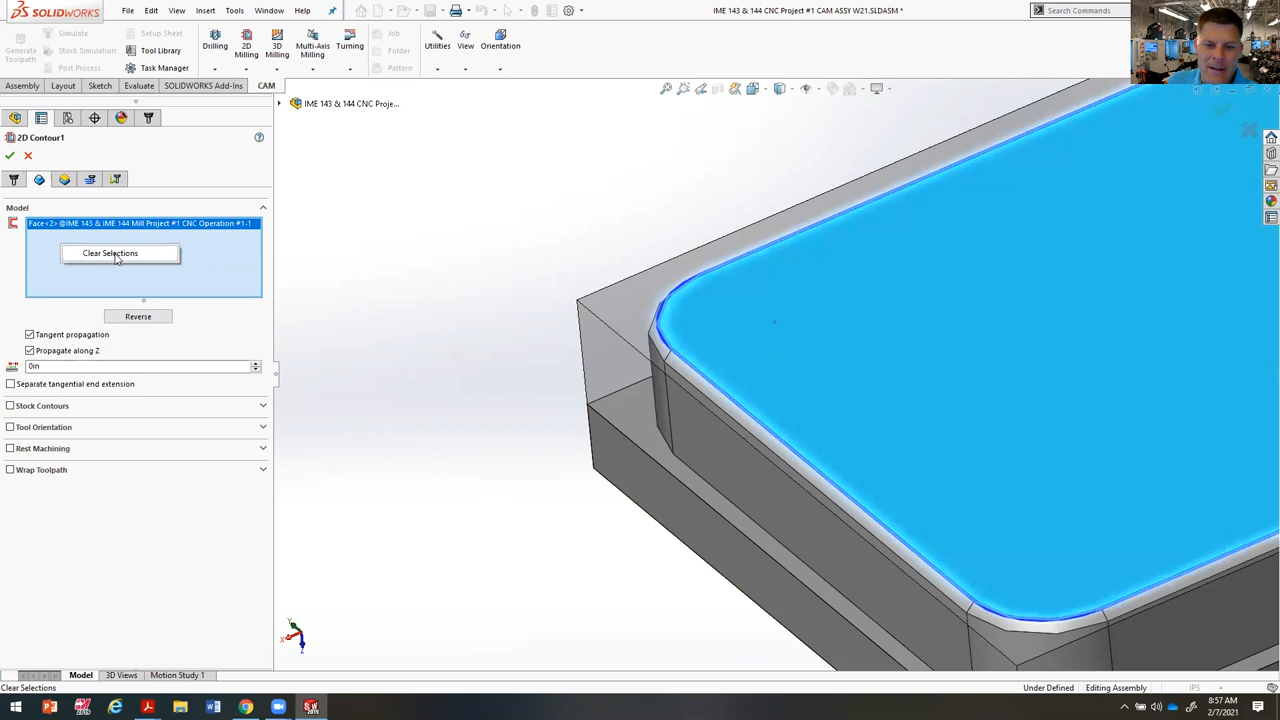 SOLIDWORKS
File Edit View Insert Tools Window Help
IME 143 & 144 CNC Project #1 CAM ASSY W21.SLDASM *
Search Commands
Generate Toolpath
Simulate
Stock Simulation
Post Process
Setup Sheet
Tool Library
Task Manager
Drilling
2D Milling
3D Milling
Multi-Axis Milling
Turning
Job
Folder
Pattern
Utilities
View
Orientation
Assembly Layout Sketch Evaluate SOLIDWORKS Add-Ins CAM
IME 143 & 144 CNC Proje...
2D Contour1
Model
Face<2> @IME 143 & IME 144 Mill Project #1 CNC Operation #1-1
Clear Selections
Reverse
Tangent propagation
Propagate along Z
0in
Separate tangential end extension
Stock Contours
Tool Orientation
Rest Machining
Wrap Toolpath
Y
X
Z
Model 3D Views Motion Study 1
Clear Selections
Under Defined
Editing Assembly
IPS
8:57 AM
2/7/2021